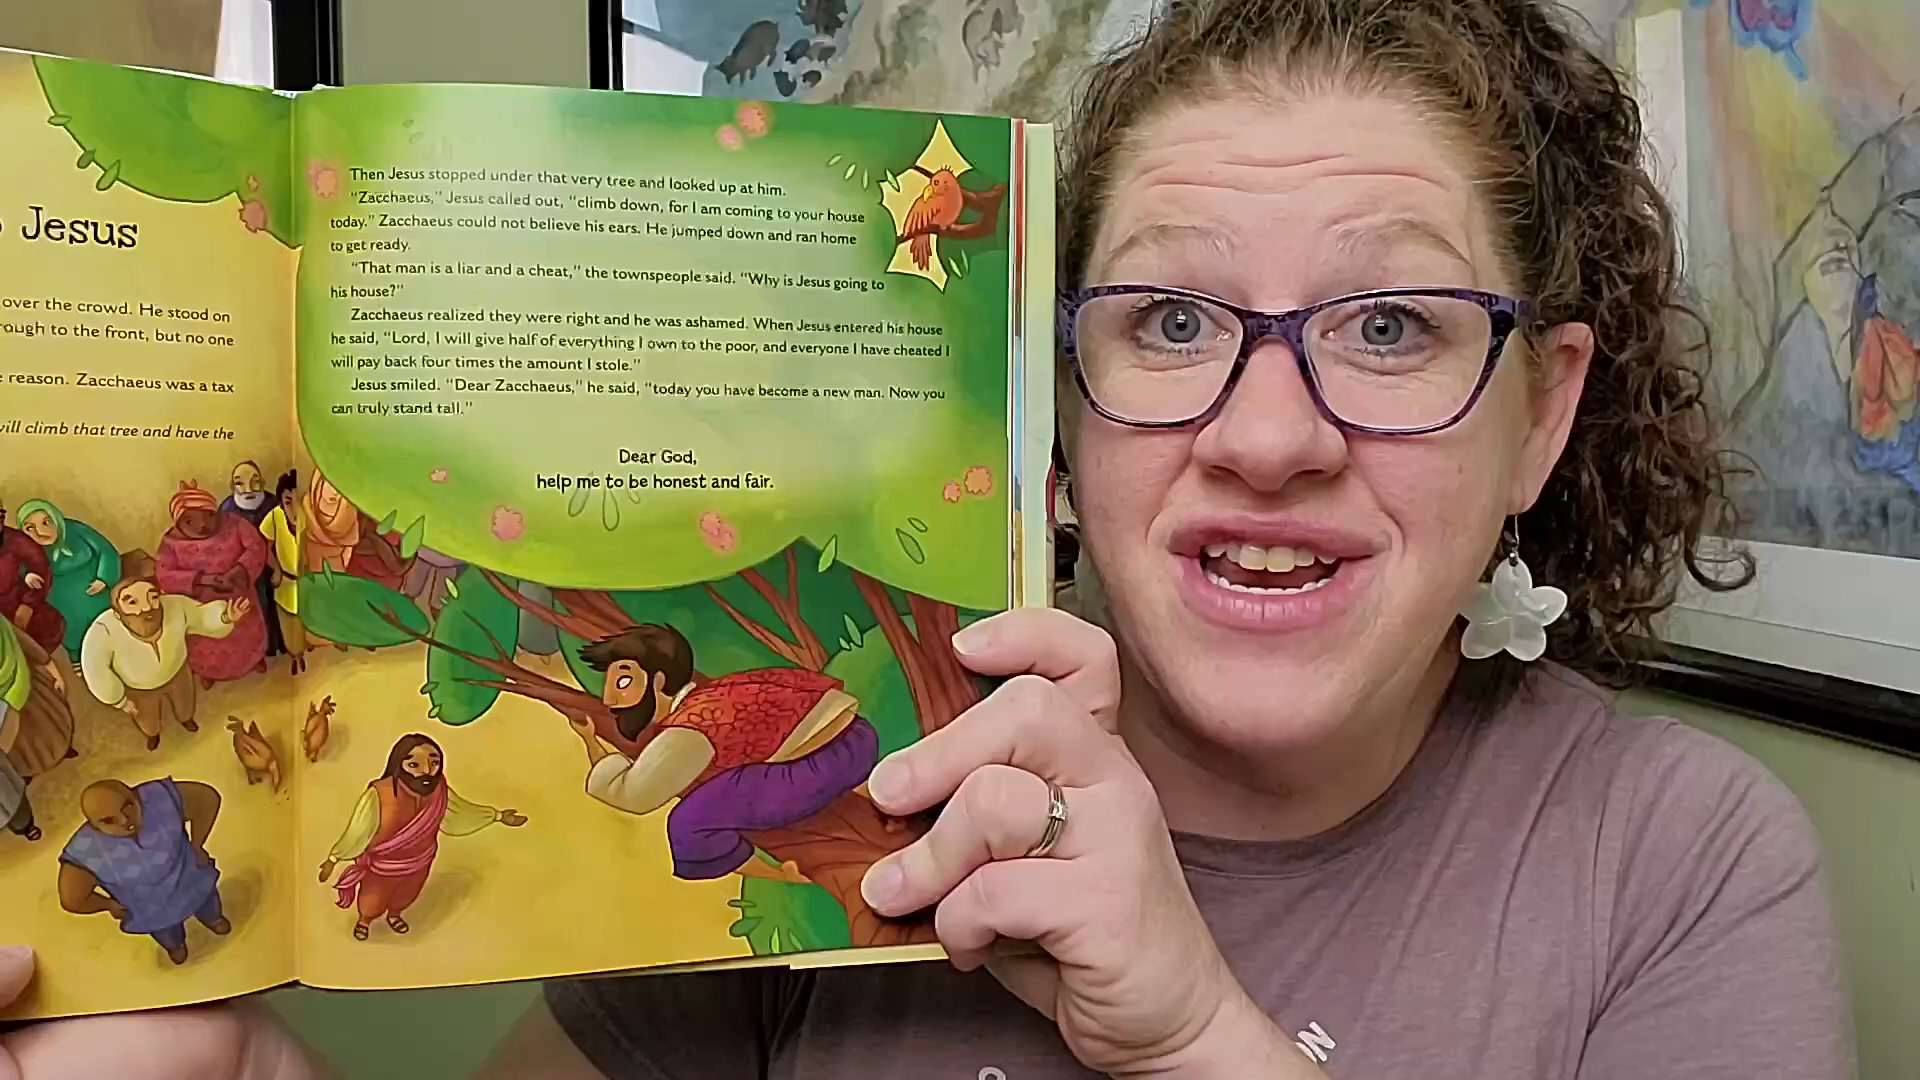 Jesus
over the crowd. He stood on
ough to the front, but no one
reason. Zacchaeus was a tax
will climb that tree and have the
Then Jesus stopped under that very tree and looked up at him.
"Zacchaeus," Jesus called out, "climb down, for I am coming to your house
today." Zacchaeus could not believe his ears. He jumped down and ran home
to get ready.
"That man is a liar and a cheat," the townspeople said. "Why is Jesus going to
his house?"
Zacchaeus realized they were right and he was ashamed. When Jesus entered his house
he said, "Lord, I will give half of everything I own to the poor, and everyone I have cheated I
will pay back four times the amount I stole."
Jesus smiled. "Dear Zacchaeus," he said, "today you have become a new man. Now you
can truly stand tall."
Dear God,
help me to be honest and fair.